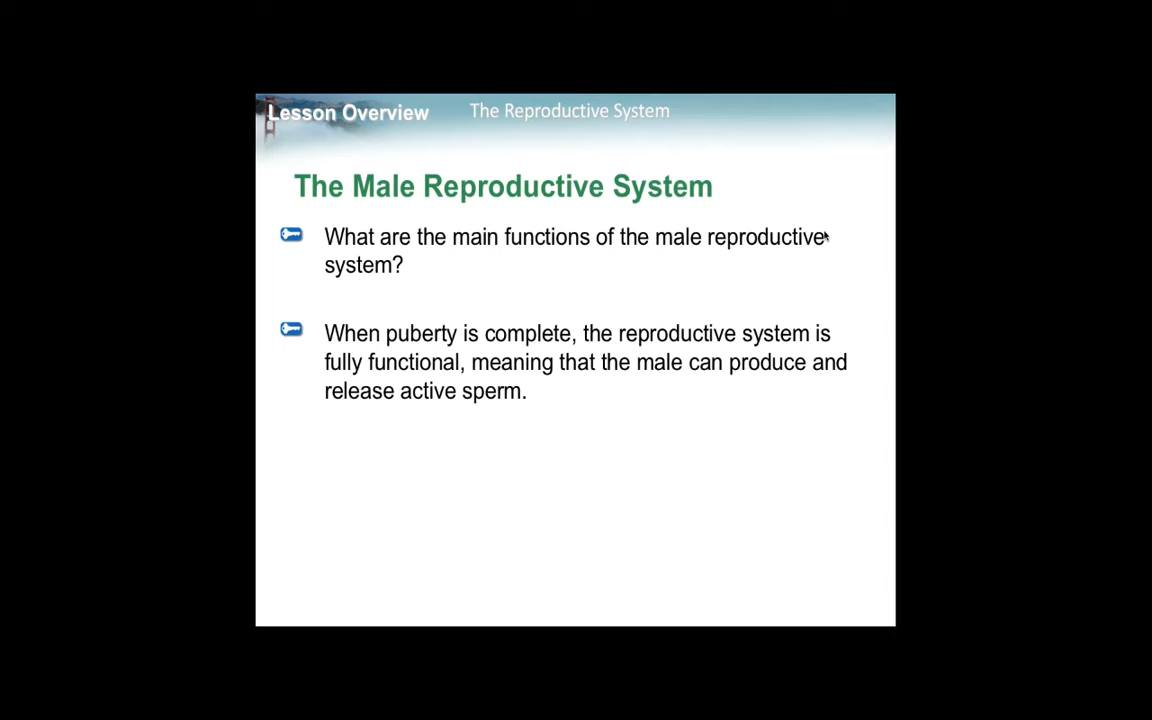 Lesson Overview The Reproductive System
The Male Reproductive System
What are the main functions of the male reproductive
system?
When puberty is complete, the reproductive system is
fully functional, meaning that the male can produce and
release active sperm.